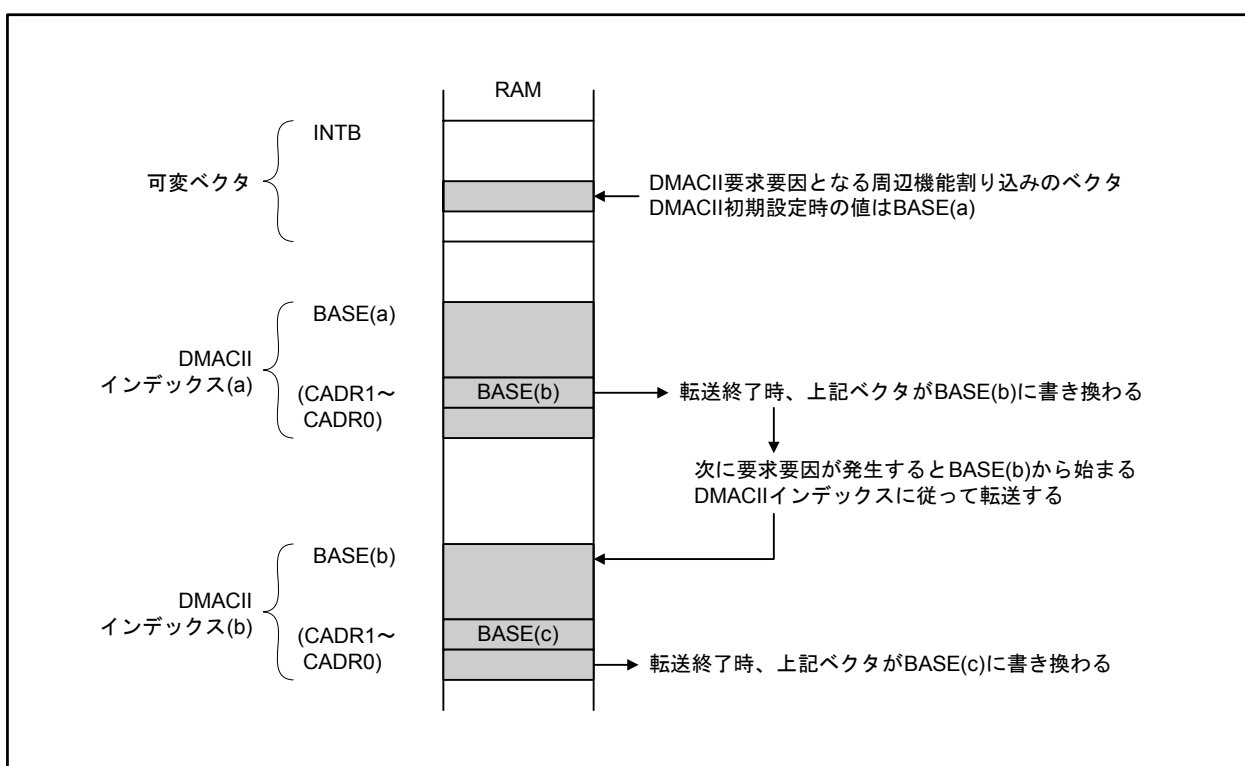 RAM
INTB
可変ベクタ
DMACII要求要因となる周辺機能割り込みのベクタ
DMACII初期設定時の値はBASE(a)
BASE(a)
DMACII
インデックス(a)
(CADR1～
CADR0)
BASE(b)
転送終了時、上記ベクタがBASE(b)に書き換わる
次に要求要因が発生するとBASE(b)から始まる
DMACIIインデックスに従って転送する
BASE(b)
DMACII
インデックス(b)
(CADR1～
CADR0)
BASE(c)
転送終了時、上記ベクタがBASE(c)に書き換わる